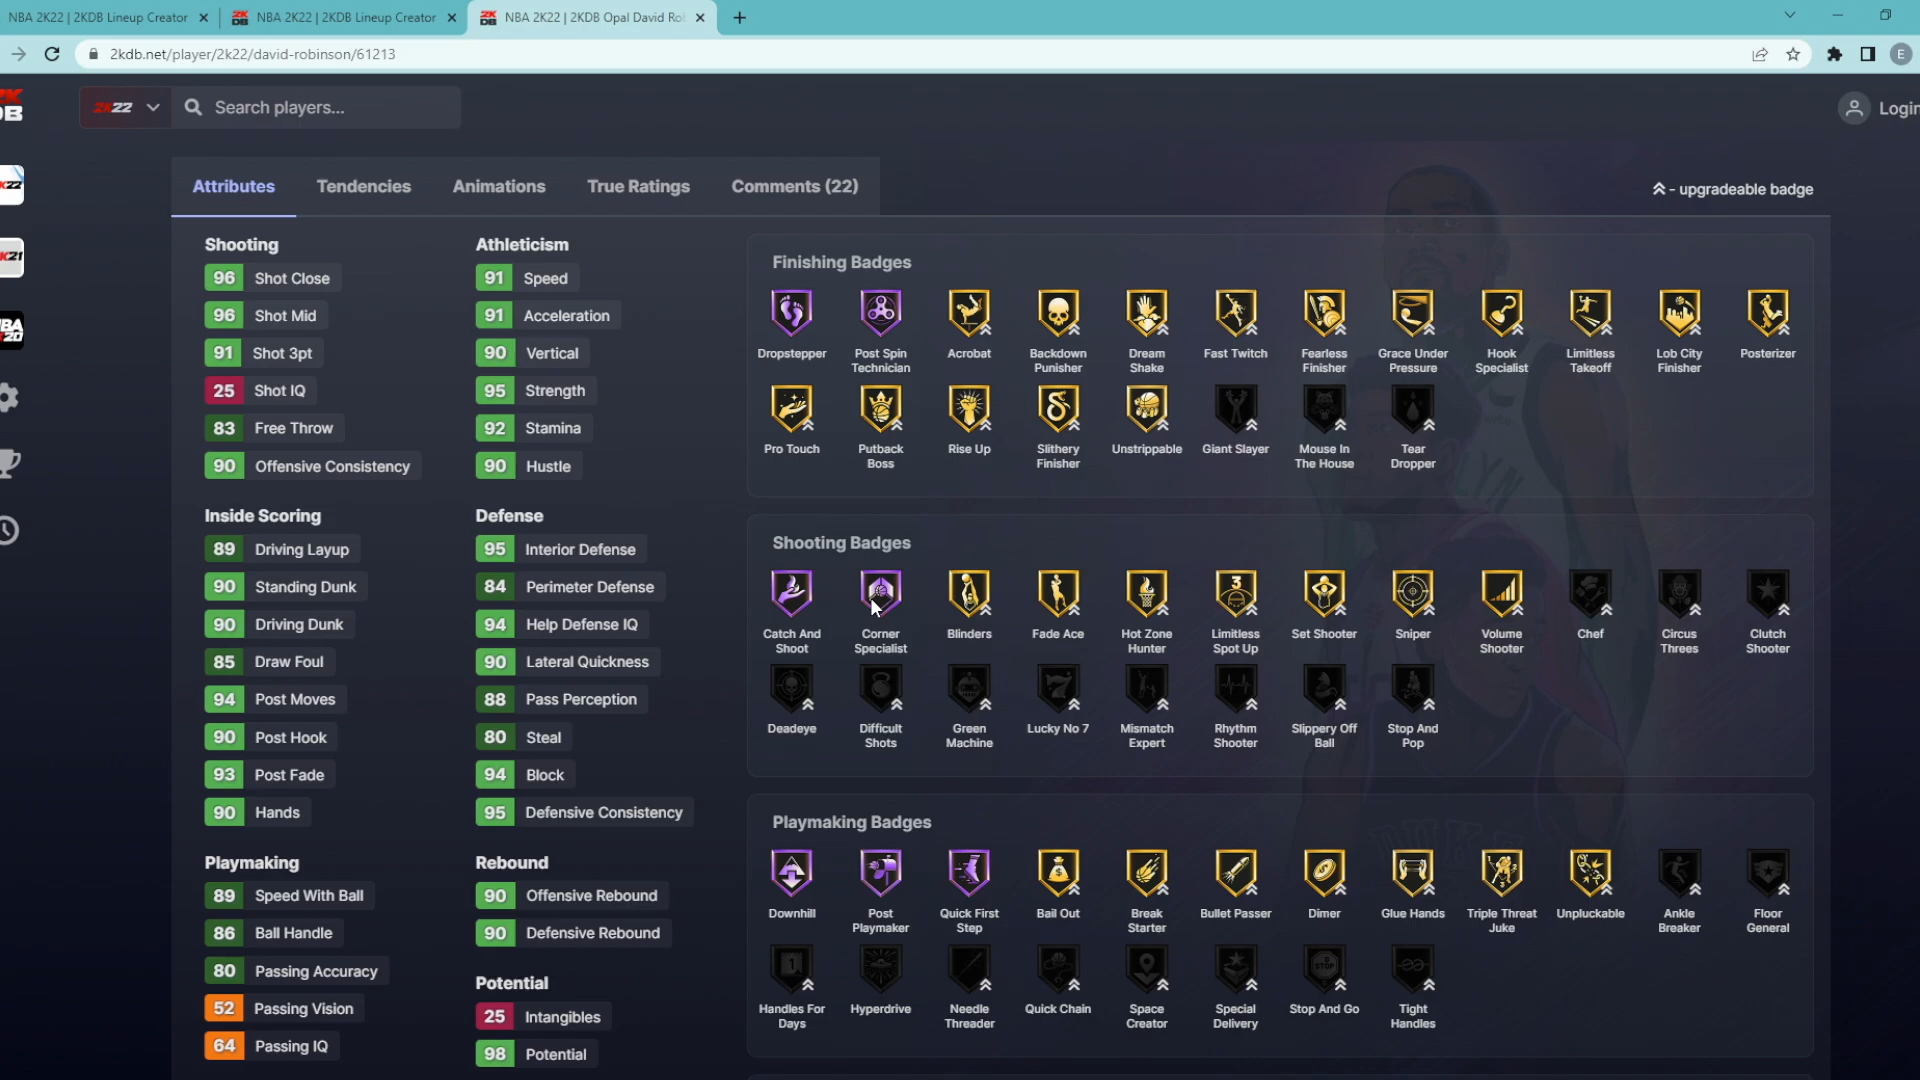 NBA 2K22 | 2KDB Lineup Creator
NBA 2K22 | 2KDB Lineup Creator
NBA 2K22 | 2KDB Opal David Ro
2kdb.net/player/2k22/david-robinson/61213
E
2K DB
2K22
Search players...
Login
Attributes
Tendencies
Animations
True Ratings
Comments (22)
- upgradeable badge
Shooting
96 Shot Close
96 Shot Mid
91 Shot 3pt
25 Shot IQ
83 Free Throw
90 Offensive Consistency
Inside Scoring
89 Driving Layup
90 Standing Dunk
90 Driving Dunk
85 Draw Foul
94 Post Moves
90 Post Hook
93 Post Fade
90 Hands
Playmaking
89 Speed With Ball
86 Ball Handle
80 Passing Accuracy
52 Passing Vision
64 Passing IQ
Athleticism
91 Speed
91 Acceleration
90 Vertical
95 Strength
92 Stamina
90 Hustle
Defense
95 Interior Defense
84 Perimeter Defense
94 Help Defense IQ
90 Lateral Quickness
88 Pass Perception
80 Steal
94 Block
95 Defensive Consistency
Rebound
90 Offensive Rebound
90 Defensive Rebound
Potential
25 Intangibles
98 Potential
Finishing Badges
Dropstepper
Post Spin
Technician
Acrobat
Backdown
Punisher
Dream
Shake
Fast Twitch
Fearless
Finisher
Grace Under
Pressure
Hook
Specialist
Limitless
Takeoff
Lob City
Finisher
Posterizer
Pro Touch
Putback
Boss
Rise Up
Slithery
Finisher
Unstrippable
Giant Slayer
Mouse In
The House
Tear
Dropper
Shooting Badges
Catch And
Shoot
Corner
Specialist
Blinders
Fade Ace
Hot Zone
Hunter
Limitless
Spot Up
Set Shooter
Sniper
Volume
Shooter
Chef
Circus
Threes
Clutch
Shooter
Deadeye
Difficult
Shots
Green
Machine
Lucky No 7
Mismatch
Expert
Rhythm
Shooter
Slippery Off
Ball
Stop And
Pop
Playmaking Badges
Downhill
Post
Playmaker
Quick First
Step
Bail Out
Break
Starter
Bullet Passer
Dimer
Glue Hands
Triple Threat
Juke
Unpluckable
Ankle
Breaker
Floor
General
Handles For
Days
Hyperdrive
Needle
Threader
Quick Chain
Space
Creator
Special
Delivery
Stop And Go
Tight
Handles